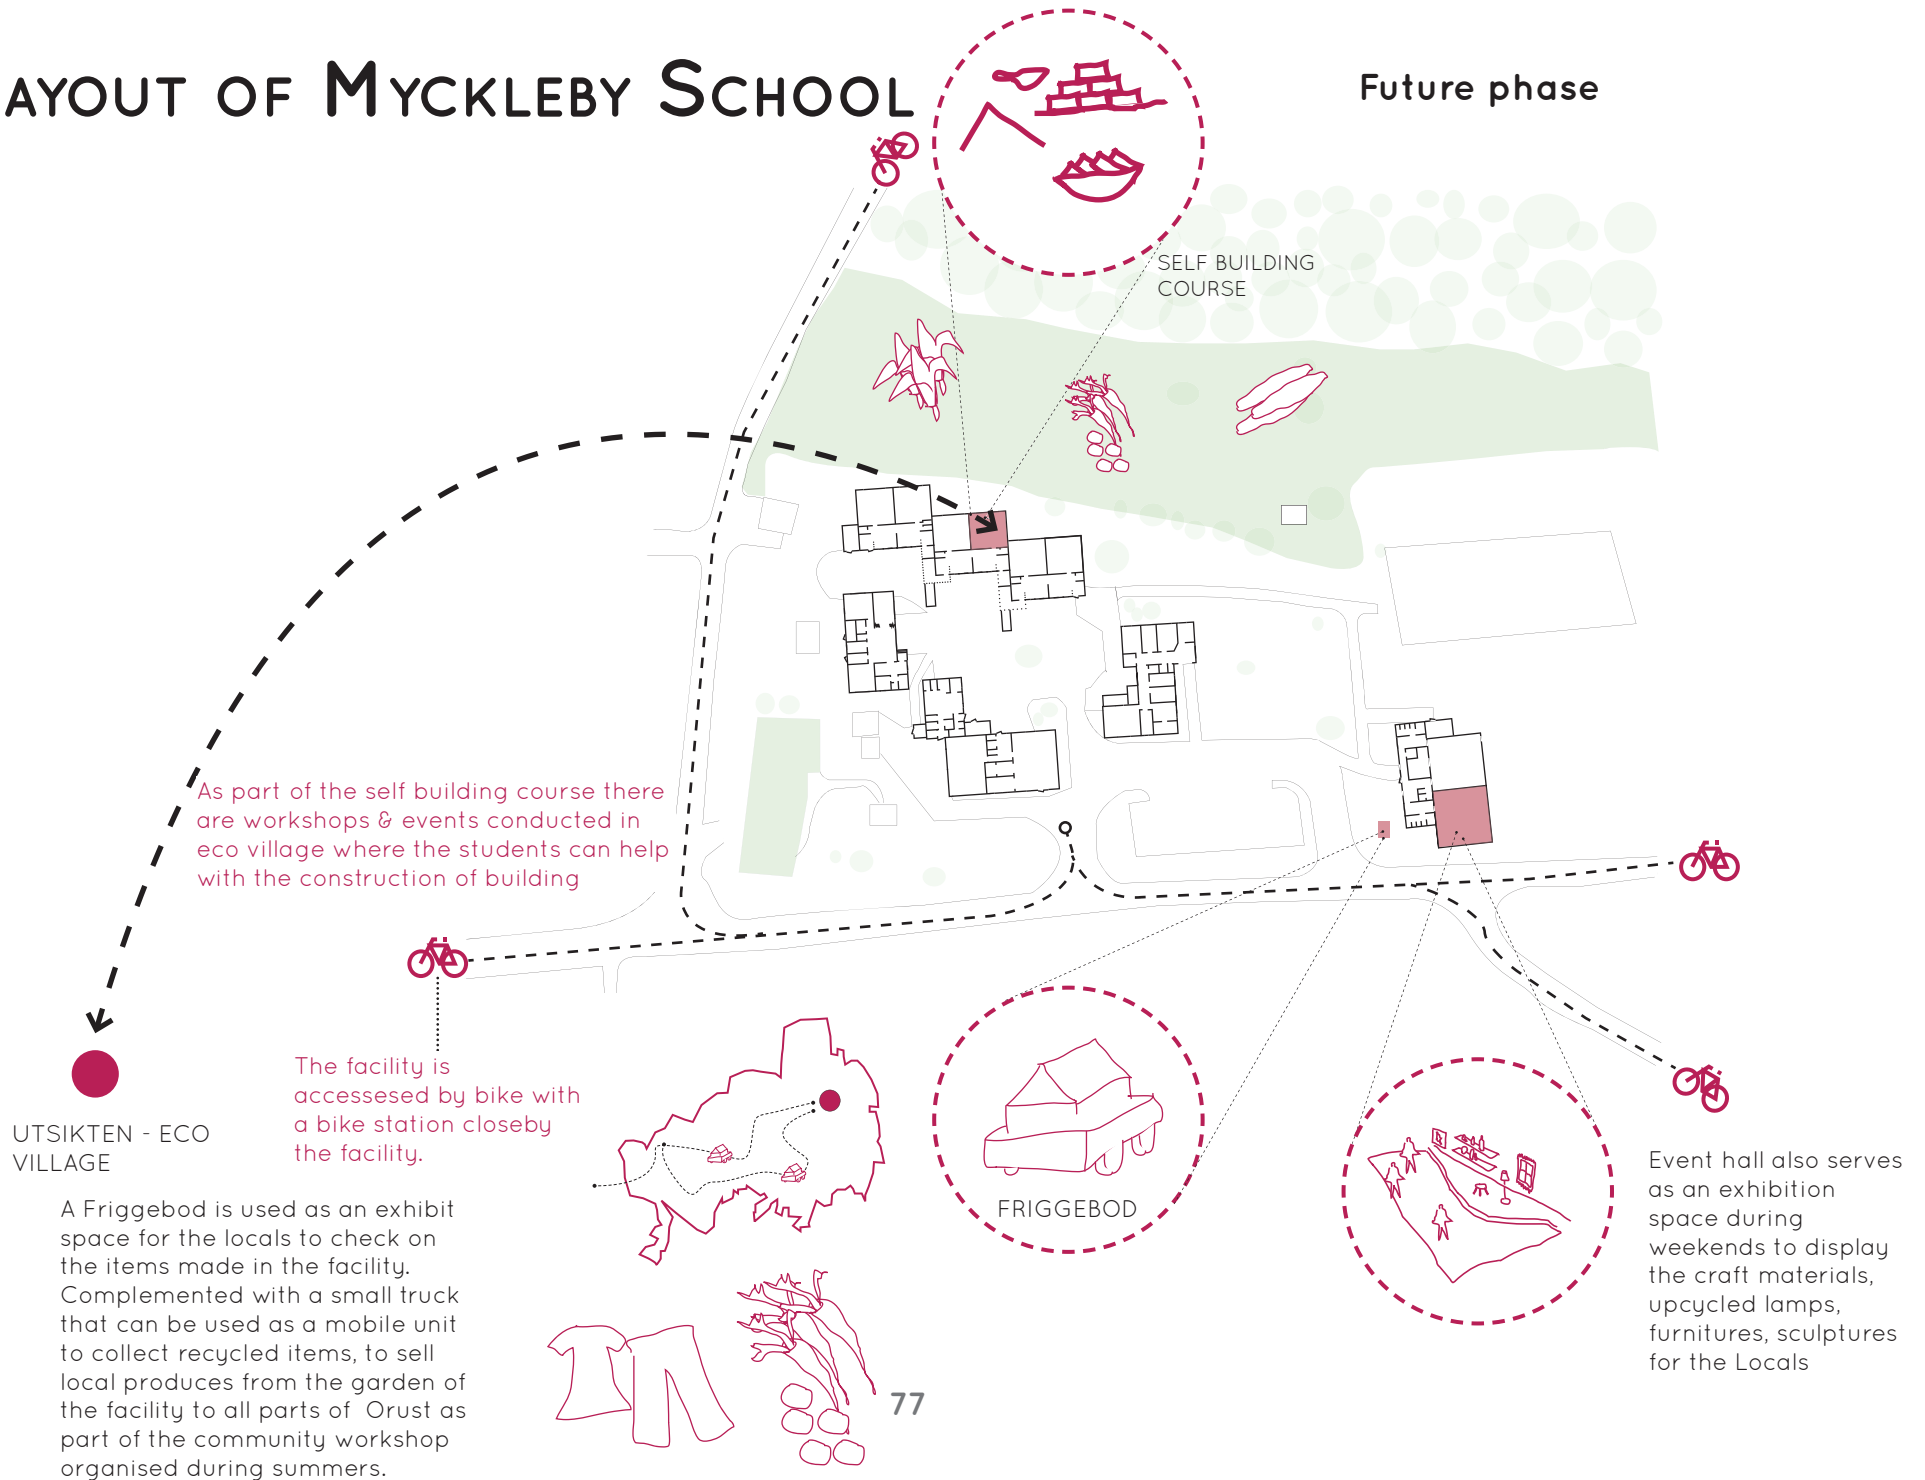 AYOUT OF MYCKLEBY SCHOOL
Future phase
SELF BUILDING
COURSE
As part of the self building course there
are workshops & events conducted in
eco village where the students can help
with the construction of building
The facility is
accessesed by bike with
a bike station closeby
the facility.
UTSIKTEN - ECO
VILLAGE
A Friggebod is used as an exhibit
space for the locals to check on
the items made in the facility.
Complemented with a small truck
that can be used as a mobile unit
to collect recycled items, to sell
local produces from the garden of
the facility to all parts of Orust as
part of the community workshop
organised during summers.
FRIGGEBOD
Event hall also serves
as an exhibition
space during
weekends to display
the craft materials,
upcycled lamps,
furnitures, sculptures
for the Locals
77